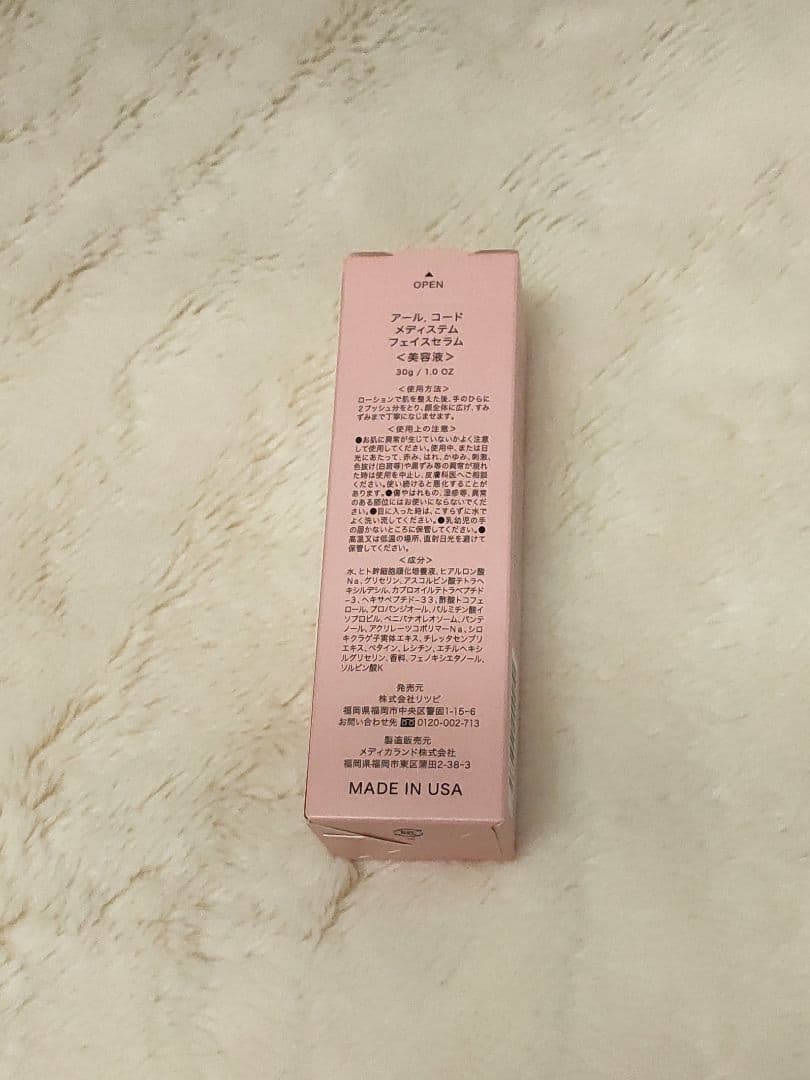 OPEN
アール. コード
メディステム
フェイスセラム
＜美容液＞
30g / 1.0 OZ
＜使用方法＞
ローションで肌を整えた後、手のひらに
2プッシュ分をとり、顔全体に広げ、すみ
ずみまで丁寧になじませます。
＜使用上の注意＞
●お肌に異常が生じていないかよく注意
して使用してください。使用中、または日
光にあたって、赤み、はれ、かゆみ、刺激、
色抜け(白斑等)や黒ずみ等の異常が現れ
た時は使用を中止し、皮膚科医へご相談
ください。使い続けると悪化することが
あります。●傷やはれもの、湿疹等、異常
のある部位にはお使いにならないでくだ
さい。●目に入った時は、こすらずに水で
よく洗い流してください。●乳幼児の手
の届かないところに保管してください。●
高温又は低温の場所、直射日光を避けて
保管してください。
＜成分＞
水、ヒト幹細胞順化培養液、ヒアルロン酸
Na、グリセリン、アスコルビン酸テトラヘ
キシルデシル、カプロオイルテトラペプチド
-3、ヘキサペプチド-33、酢酸トコフェ
ロール、プロパンジオール、パルミチン酸イ
ソプロピル、ベニバナオレオソーム、パンテ
ノール、アクリレーツコポリマーNa、シロ
キクラゲ子実体エキス、チレッタセンブリ
エキス、ベタイン、レシチン、エチルヘキシ
ルグリセリン、香料、フェノキシエタノール、
ソルビン酸K
発売元
株式会社リツビ
福岡県福岡市中央区警固1-15-6
お問い合わせ先 0120-002-713
製造販売元
メディカランド株式会社
福岡県福岡市東区蒲田2-38-3
MADE IN USA